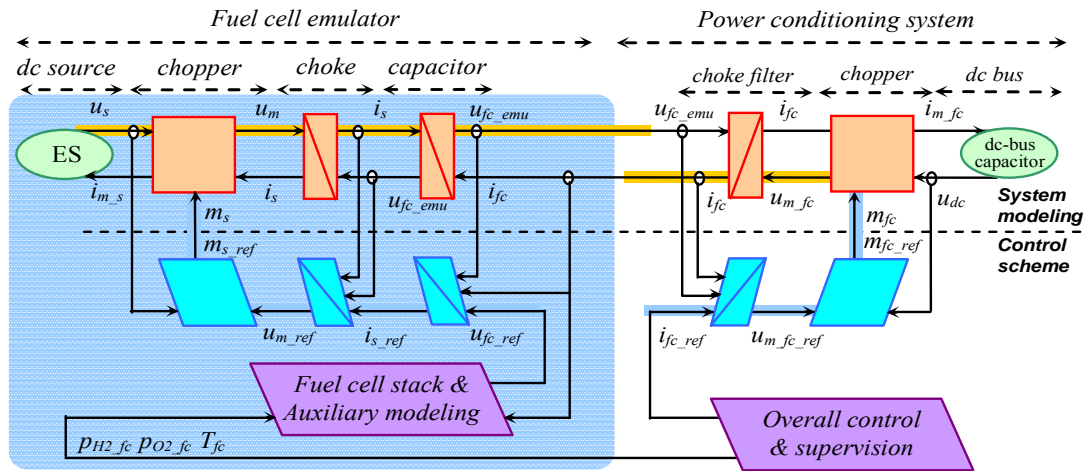 Fuel cell emulator
Power conditioning system
dc source
chopper
choke
capacitor
choke filter
chopper
dc bus
u_s
u_m
i_s
u_fc_emu
u_fc_emu
i_fc
i_m_fc
ES
dc-bus
capacitor
i_m_s
i_s
u_fc_emu
i_fc
i_fc
u_m_fc
u_dc
System
modeling
m_s
m_fc
m_s_ref
m_fc_ref
Control
scheme
u_m_ref
i_s_ref
u_fc_ref
i_fc_ref
u_m_fc_ref
Fuel cell stack &
Auxiliary modeling
Overall control
& supervision
p_H2_fc p_O2_fc T_fc